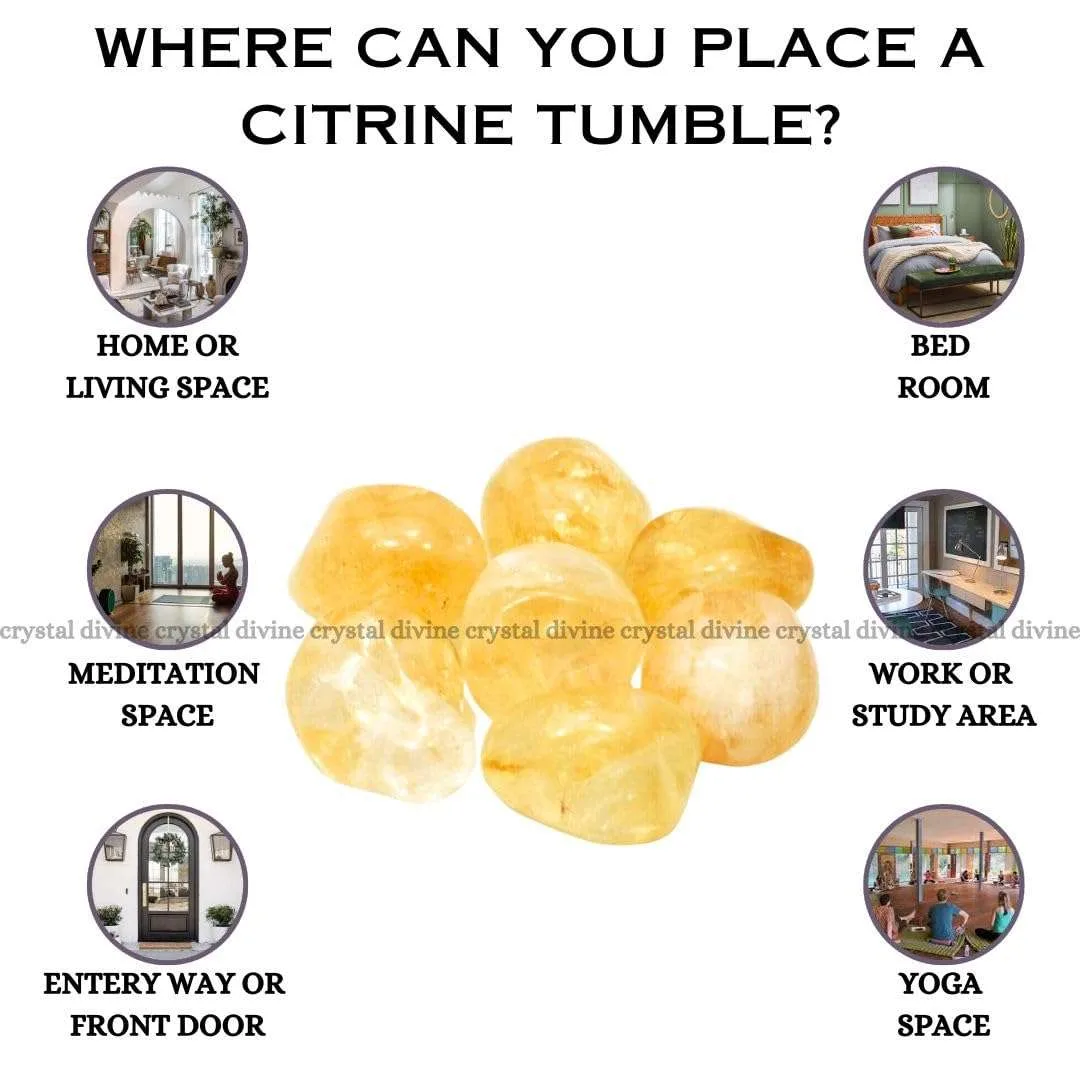 WHERE CAN YOU PLACE A
CITRINE TUMBLE?
HOME OR
LIVING SPACE
BED
ROOM
crystal divine crystal divine crystal divine crystal divine crystal divine crystal divine crystal divine
MEDITATION
SPACE
WORK OR
STUDY AREA
ENTERY WAY OR
FRONT DOOR
YOGA
SPACE